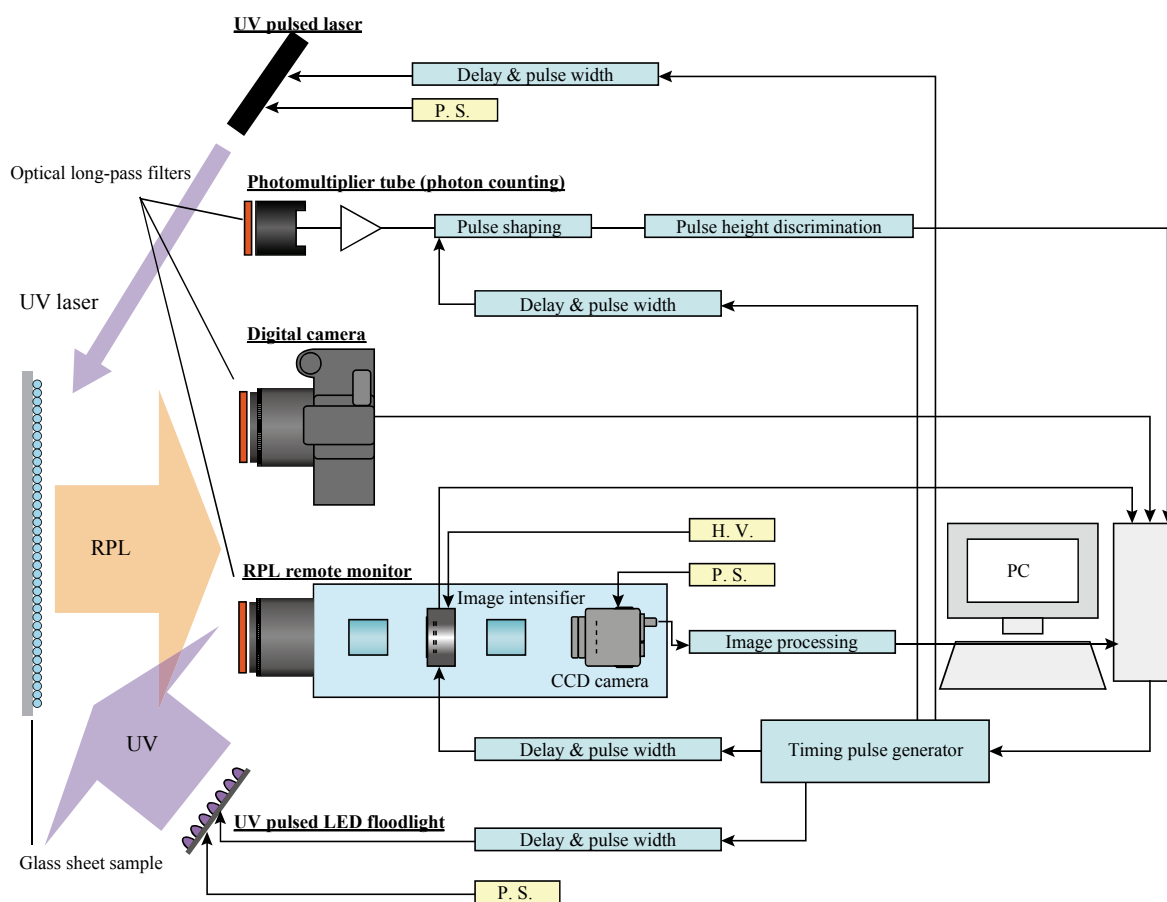 UV pulsed laser
Delay & pulse width
P. S.
Optical long-pass filters
Photomultiplier tube (photon counting)
Pulse shaping
Pulse height discrimination
UV laser
Delay & pulse width
Digital camera
RPL
H. V.
PC
RPL remote monitor
P. S.
Image intensifier
Image processing
CCD camera
UV
Delay & pulse width
Timing pulse generator
UV pulsed LED floodlight
Delay & pulse width
Glass sheet sample
P. S.